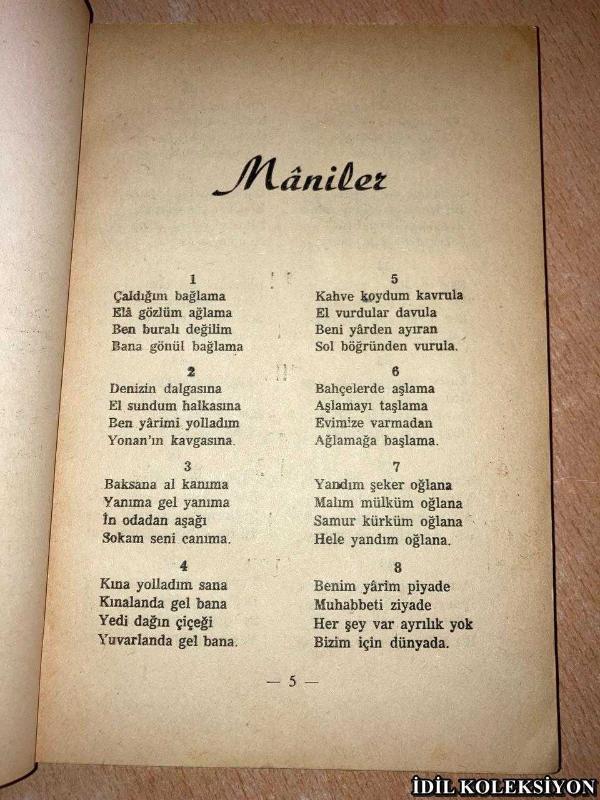 Mâniler
1
Çaldığım bağlama
Elâ gözlüm ağlama
Ben buralı değilim
Bana gönül bağlama
2
Denizin dalgasına
El sundum halkasına
Ben yârimi yolladım
Yonan'ın kavgasına.
3
Baksana al kanıma
Yanıma gel yanıma
İn odadan aşağı
Sokam seni canıma.
4
Kına yolladım sana
Kınalanda gel bana
Yedi dağın çiçeği
Yuvarlanda gel bana.
5
Kahve koydum kavrula
El vurdular davula
Beni yârden ayıran
Sol böğründen vurula.
6
Bahçelerde aşlama
Aşlamayı taşlama
Evimize varmadan
Ağlamağa başlama.
7
Yandım şeker oğlana
Malım mülküm oğlana
Samur kürküm oğlana
Hele yandım oğlana.
8
Benim yârim piyade
Muhabbeti ziyade
Her şey var ayrılık yok
Bizim için dünyada.
— 5 —
İDİL KOLEKSİYON